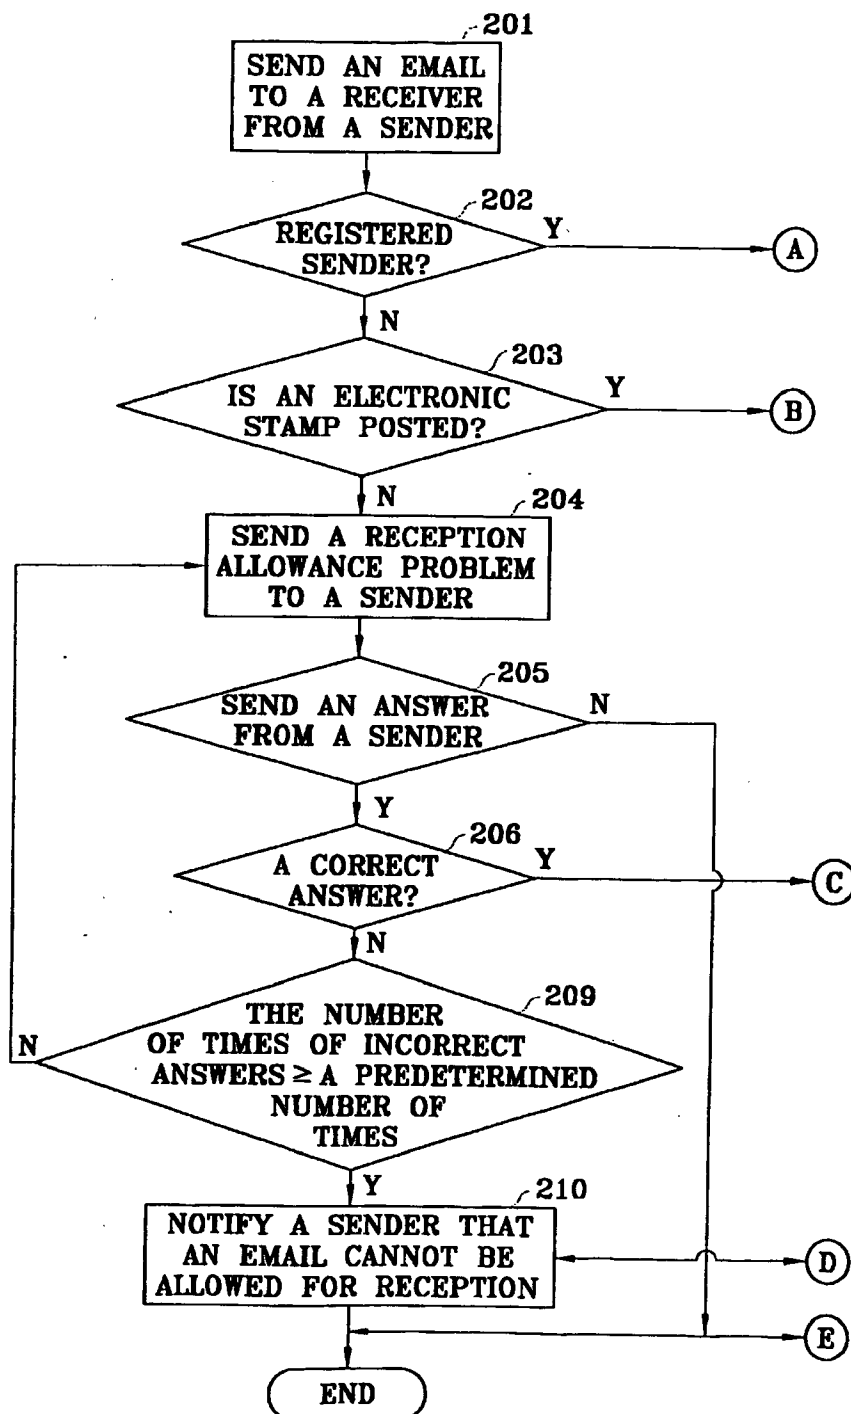 201
SEND AN EMAIL
TO A RECEIVER
FROM A SENDER
202
REGISTERED
SENDER?
Y
A
N
203
IS AN ELECTRONIC
STAMP POSTED?
Y
B
N
204
SEND A RECEPTION
ALLOWANCE PROBLEM
TO A SENDER
205
SEND AN ANSWER
FROM A SENDER
N
Y
206
A CORRECT
ANSWER?
Y
C
N
209
THE NUMBER
OF TIMES OF INCORRECT
ANSWERS ≥ A PREDETERMINED
NUMBER OF
TIMES
N
Y
210
NOTIFY A SENDER THAT
AN EMAIL CANNOT BE
ALLOWED FOR RECEPTION
D
E
END